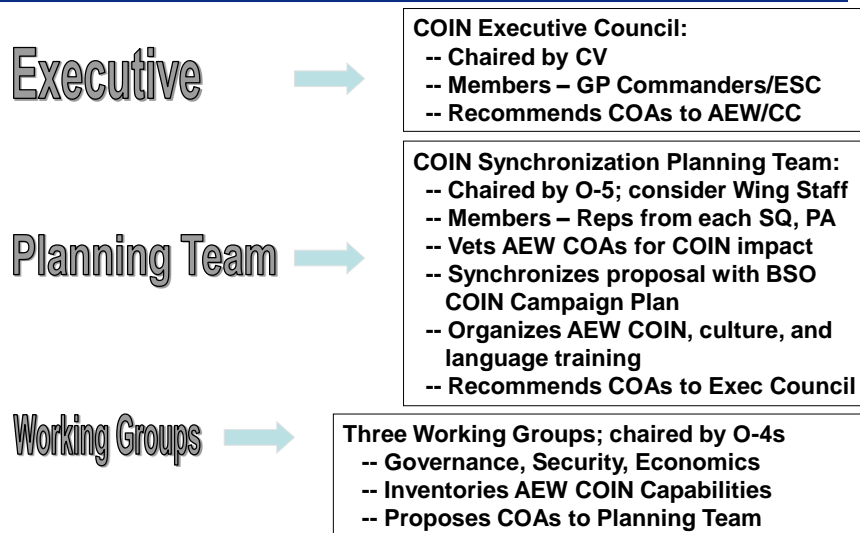 Executive
COIN Executive Council:
-- Chaired by CV
-- Members – GP Commanders/ESC
-- Recommends COAs to AEW/CC
Planning Team
COIN Synchronization Planning Team:
-- Chaired by O-5; consider Wing Staff
-- Members – Reps from each SQ, PA
-- Vets AEW COAs for COIN impact
-- Synchronizes proposal with BSO
COIN Campaign Plan
-- Organizes AEW COIN, culture, and
language training
-- Recommends COAs to Exec Council
Working Groups
Three Working Groups; chaired by O-4s
-- Governance, Security, Economics
-- Inventories AEW COIN Capabilities
-- Proposes COAs to Planning Team